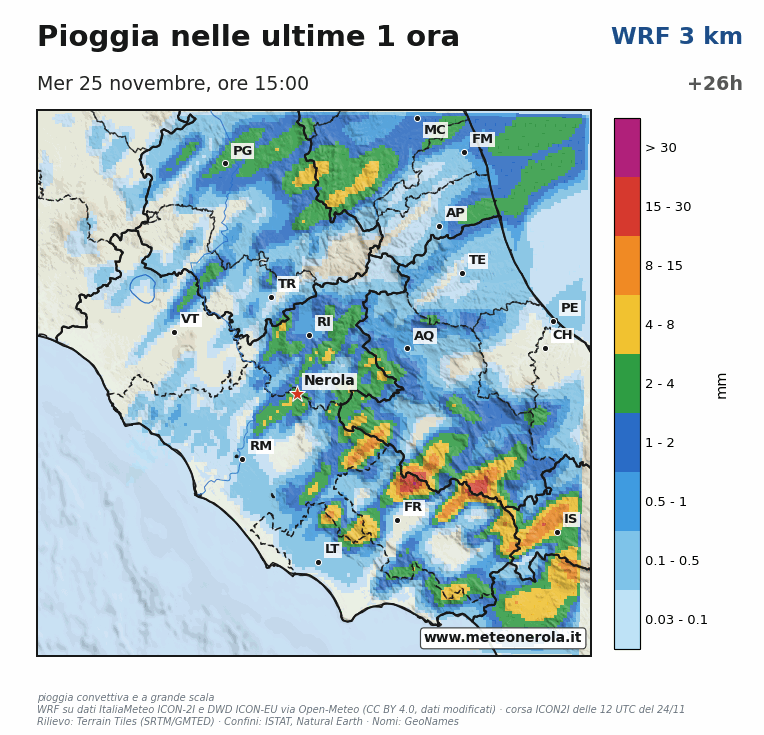 Pioggia nelle ultime 1 ora
WRF 3 km
Mer 25 novembre, ore 15:00
+26h
MC
FM
PG
AP
TE
TR
PE
VT
RI
AQ
CH
Nerola
RM
FR
IS
LT
www.meteonerola.it
> 30
15 - 30
8 - 15
4 - 8
2 - 4
1 - 2
0.5 - 1
0.1 - 0.5
0.03 - 0.1
mm
pioggia convettiva e a grande scala
WRF su dati ItaliaMeteo ICON-2I e DWD ICON-EU via Open-Meteo (CC BY 4.0, dati modificati) · corsa ICON2I delle 12 UTC del 24/11
Rilievo: Terrain Tiles (SRTM/GMTED) · Confini: ISTAT, Natural Earth · Nomi: GeoNames